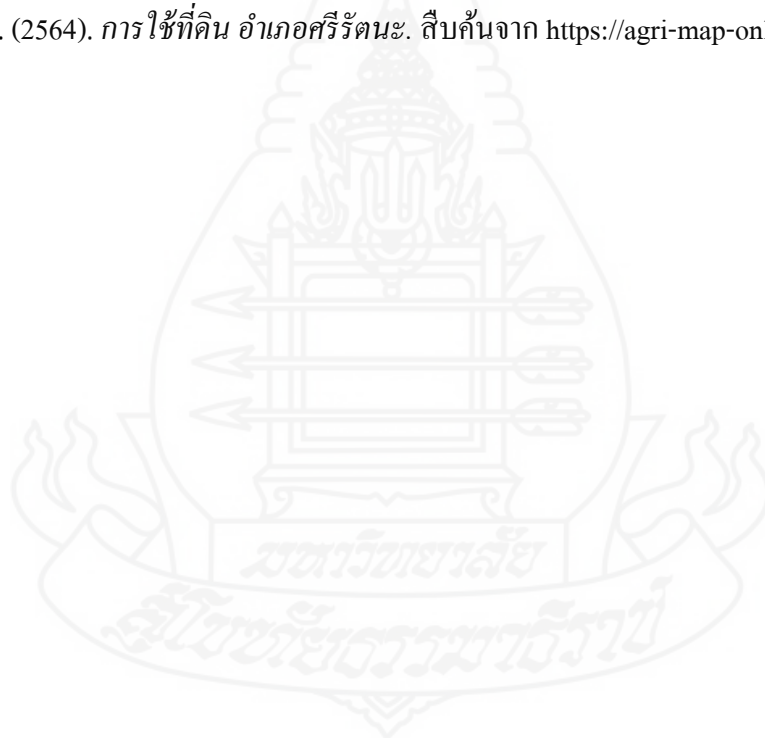 . (2564). การใช้ที่ดิน อำเภอศรีรัตนะ. สืบค้นจาก https://agri-map-on
มหาวิทยาลัย
สุโขทัยธรรมาธิราช